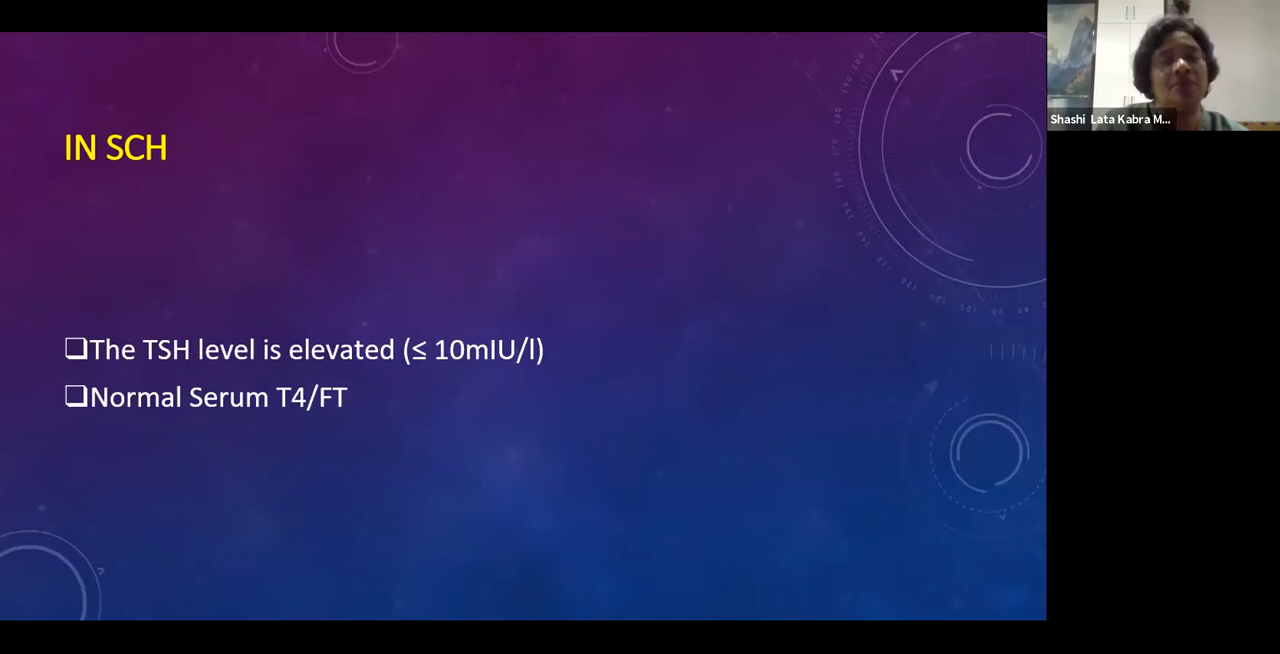 IN SCH
❑The TSH level is elevated (≤ 10mIU/l)
❑Normal Serum T4/FT
Shashi Lata Kabra M...